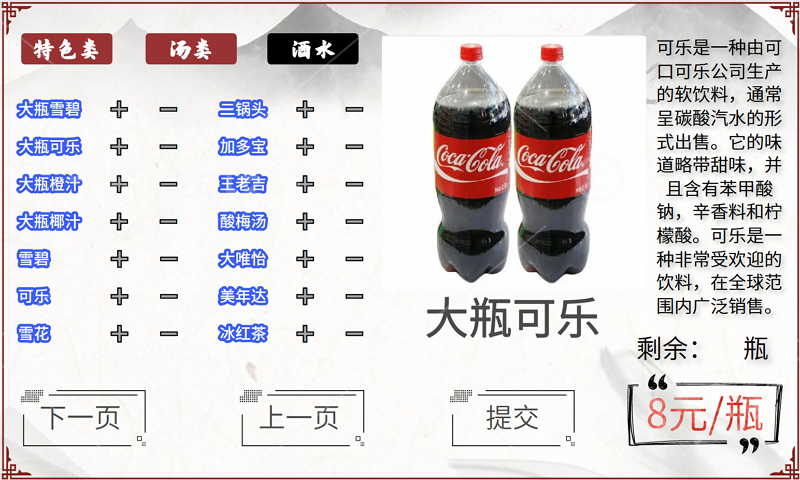 特色类 汤类 酒水
大瓶雪碧 + − 二锅头 + −
大瓶可乐 + − 加多宝 + −
大瓶橙汁 + − 王老吉 + −
大瓶椰汁 + − 酸梅汤 + −
雪碧 + − 大唯怡 + −
可乐 + − 美年达 + −
雪花 + − 冰红茶 + −
Coca-Cola Coca-Cola
大瓶可乐
可乐是一种由可
口可乐公司生产
的软饮料，通常
呈碳酸汽水的形
式出售。它的味
道略带甜味，并
且含有苯甲酸
钠，辛香料和柠
檬酸。可乐是一
种非常受欢迎的
饮料，在全球范
围内广泛销售。
剩余： 瓶
8元/瓶
下一页 上一页 提交